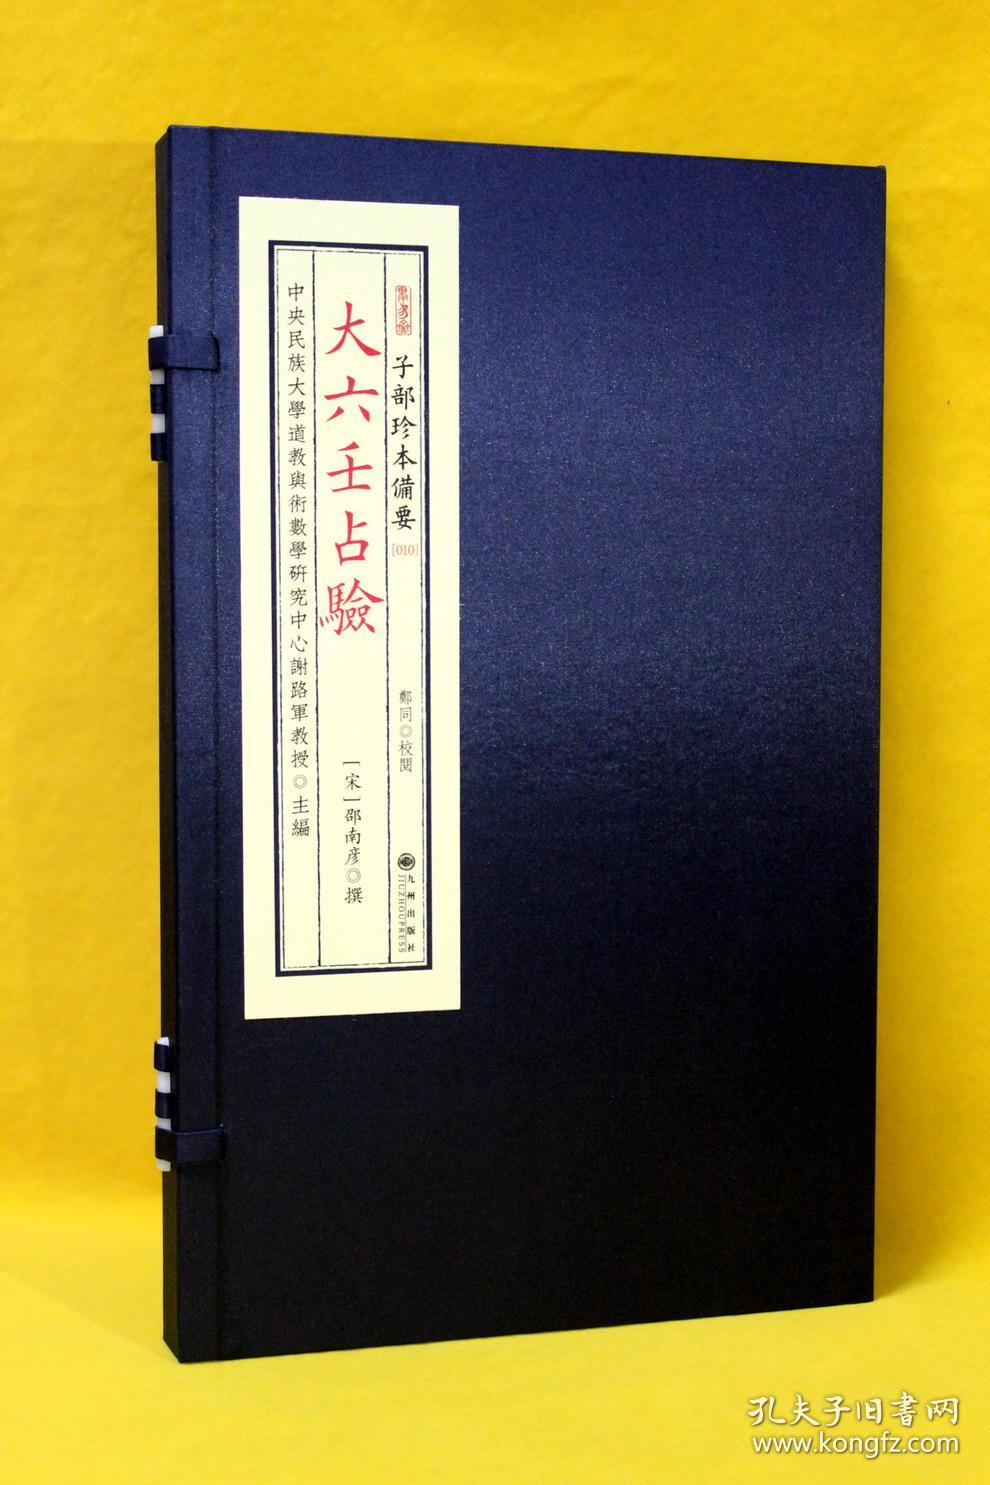 子部珍本備要
[010]
鄭同◎校閱
九州出版社
JIUZHOUPRESS
大六壬占驗
[宋]邵南彦◎撰
中央民族大學道教與術數學研究中心謝路軍教授◎主編
孔夫子旧書网
www.kongfz.com